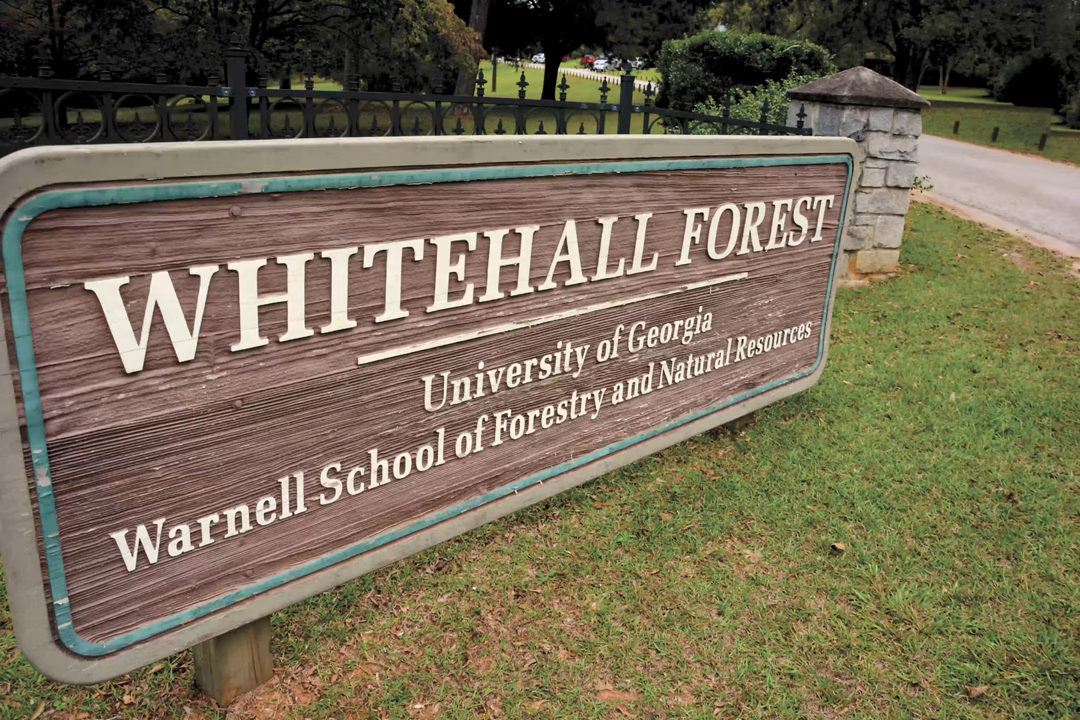 WHITEHALL FOREST
University of Georgia
Warnell School of Forestry and Natural Resources